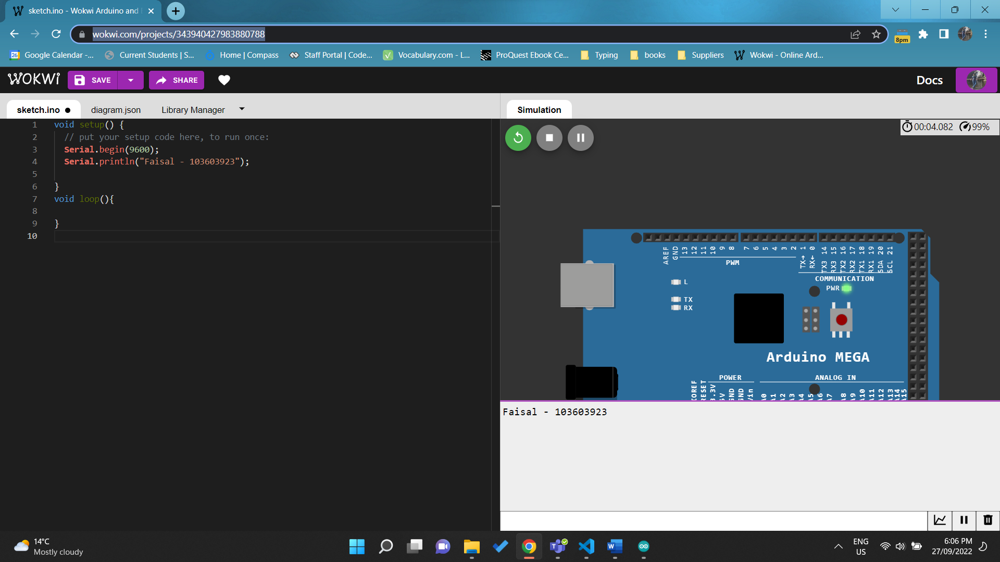 sketch.ino - Wokwi Arduino and
wokwi.com/projects/343940427983880788
8pm
26 Google Calendar -... Current Students | S... Home | Compass Staff Portal | Code... Vocabulary.com - L... ProQuest Ebook Ce... Typing books Suppliers Wokwi - Online Ard...
WOKWi SAVE SHARE Docs
sketch.ino diagram.json Library Manager Simulation
00:04.082 99%
1 void setup() {
2 // put your setup code here, to run once:
3 Serial.begin(9600);
4 Serial.println("Faisal - 103603923");
5
6 }
7 void loop(){
8
9 }
10
AREF GND 13 12 11 10 9 8 7 6 5 4 3 2 TX→ 1 RX← 0 TX3 14 RX3 15 TX2 16 RX2 17 TX1 18 RX1 19 SDA 20 SCL 21
PWM
COMMUNICATION
L
PWR
TX
RX
Arduino MEGA
POWER ANALOG IN
IOREF RESET 3.3V 5V GND GND Vin A0 A1 A2 A3 A4 A5 A6 A7 A8 A9 A10 A11 A12 A13 A14 A15
Faisal - 103603923
14°C
Mostly cloudy
ENG
US
6:06 PM
27/09/2022